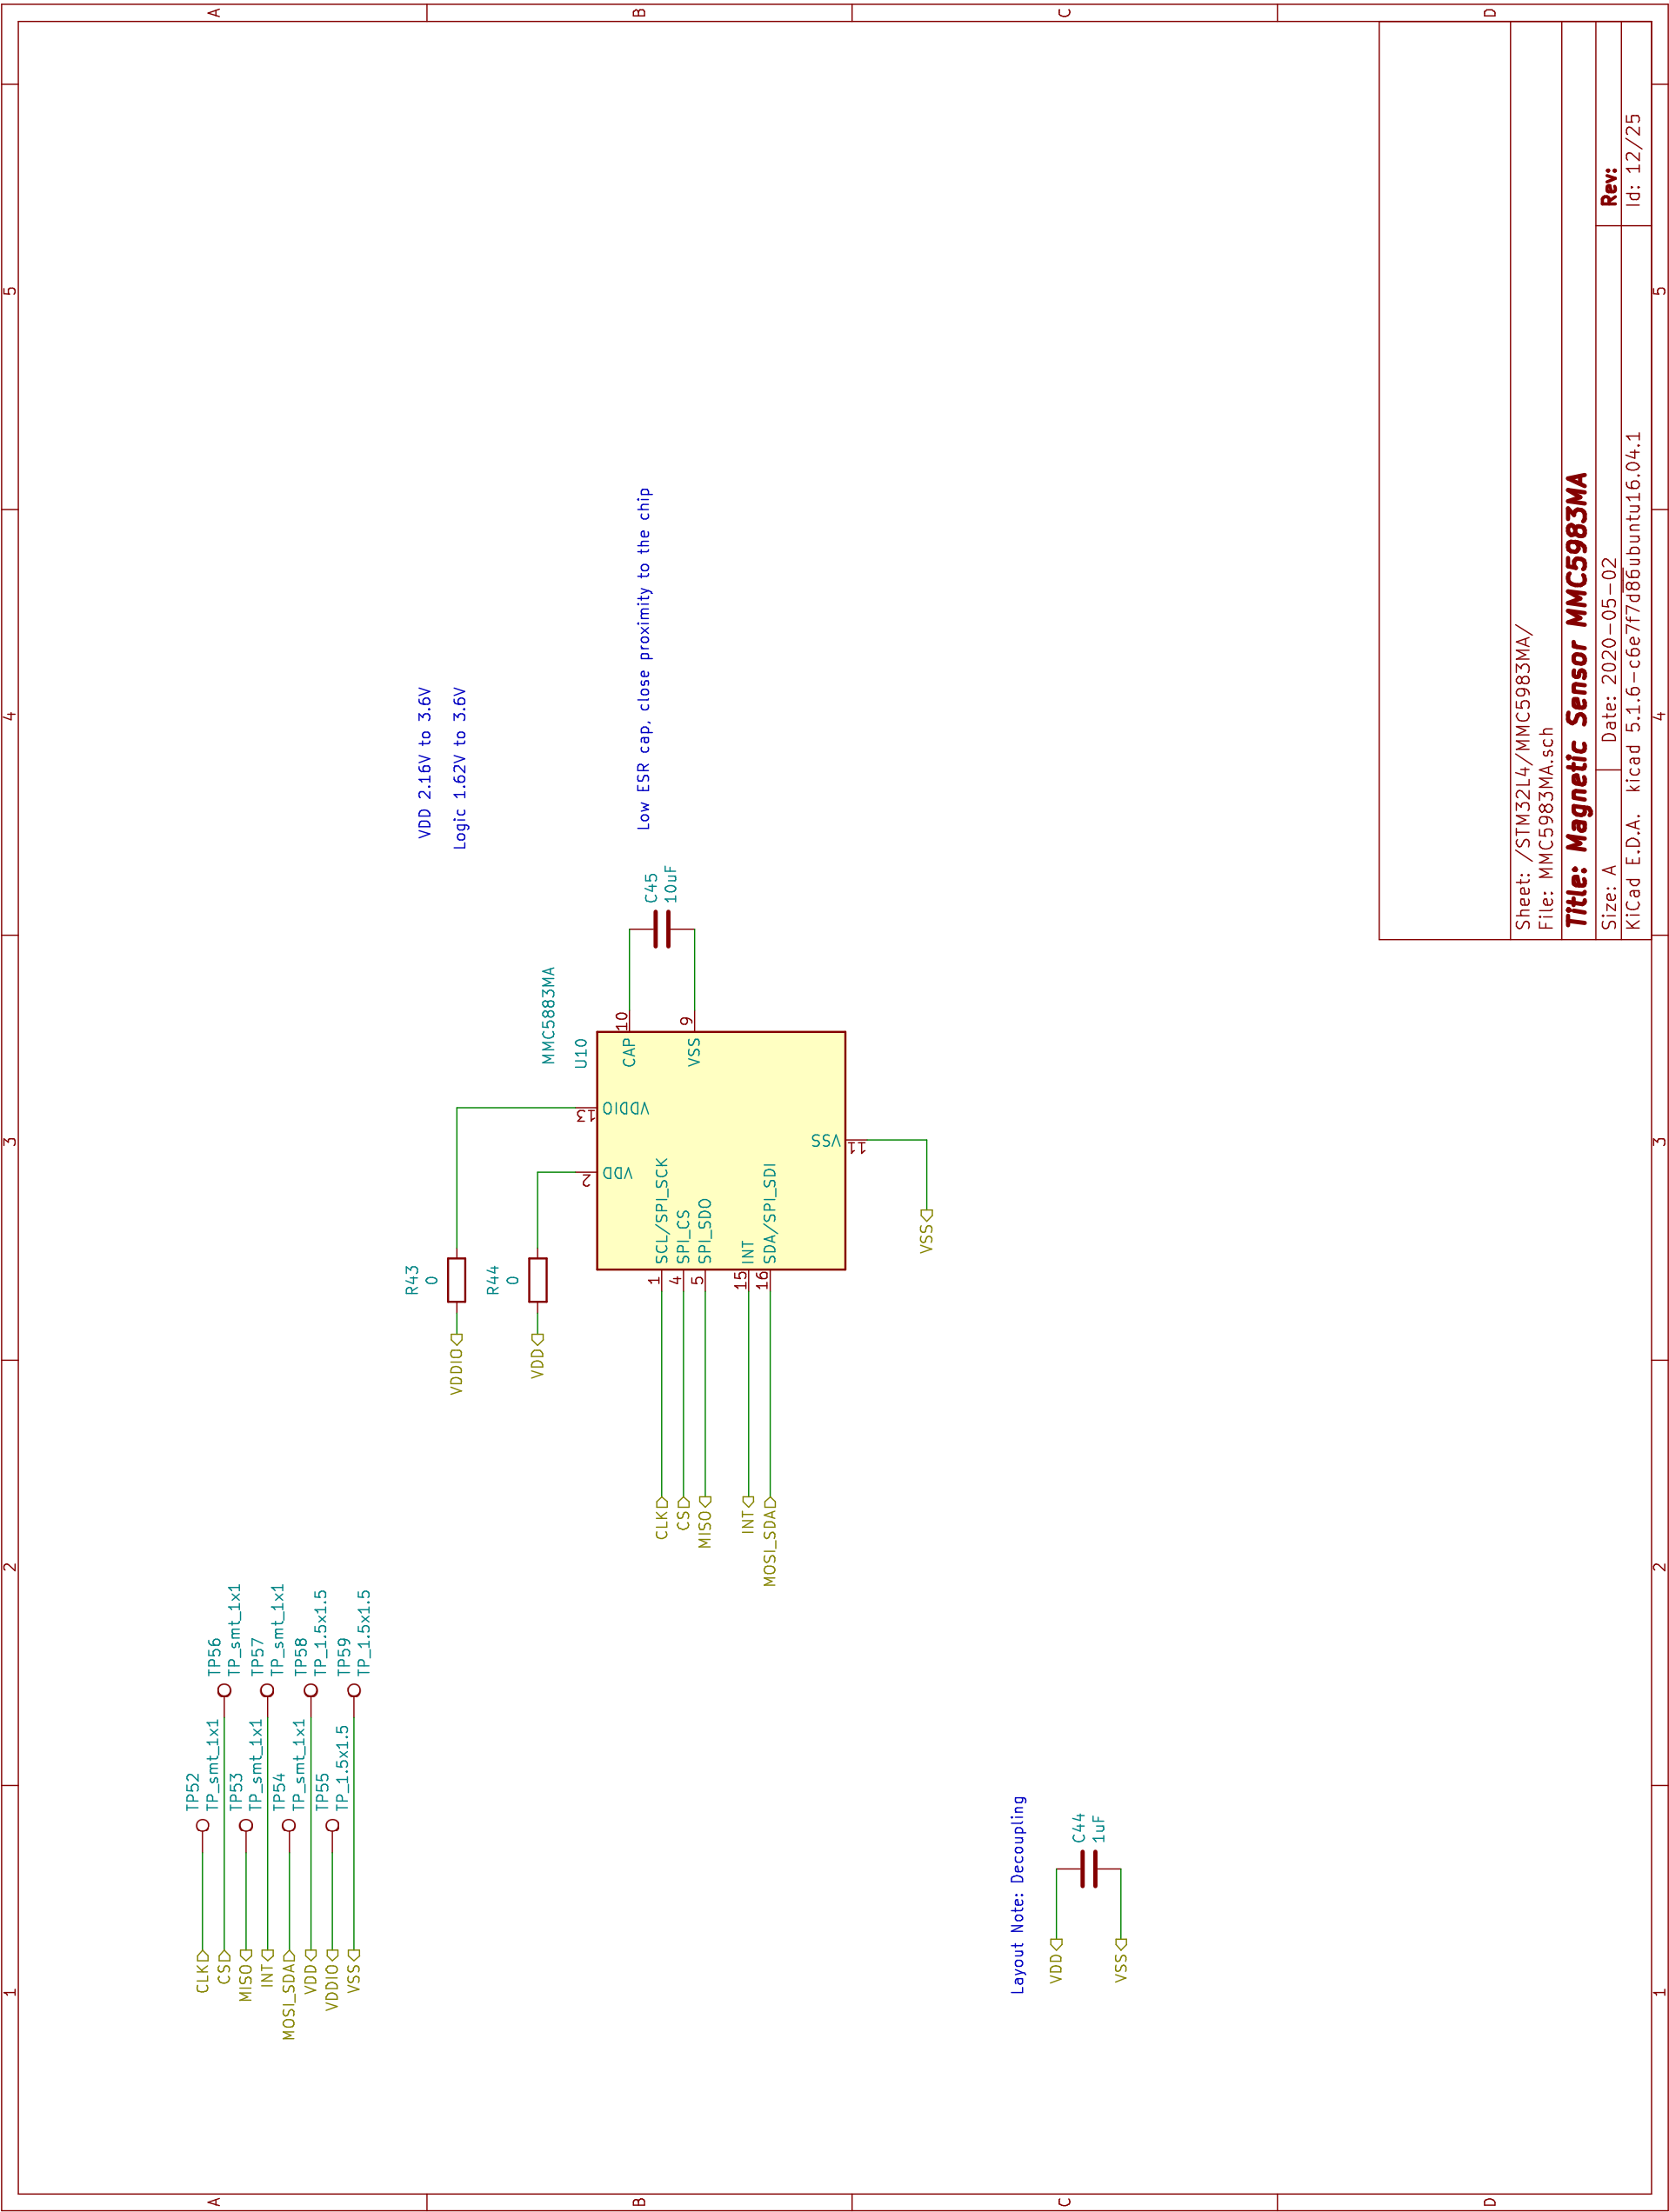 1
2
3
4
5
A
B
C
D
CLK
CS
MISO
INT
MOSI_SDA
VDD
VDDIO
VSS
TP52
TP_smt_1x1
TP53
TP_smt_1x1
TP54
TP_smt_1x1
TP55
TP_1.5x1.5
TP56
TP_smt_1x1
TP57
TP_smt_1x1
TP58
TP_1.5x1.5
TP59
TP_1.5x1.5
VDD 2.16V to 3.6V
Logic 1.62V to 3.6V
VDDIO
R43
0
VDD
R44
0
MMC5883MA
U10
2
VDD
13
VDDIO
CLK
1
SCL/SPI_SCK
CS
4
SPI_CS
MISO
5
SPI_SDO
INT
15
INT
MOSI_SDA
16
SDA/SPI_SDI
CAP
10
VSS
9
VSS
11
VSS
C45
10uF
Low ESR cap, close proximity to the chip
Layout Note: Decoupling
VDD
VSS
C44
1uF
Sheet: /STM32L4/MMC5983MA/
File: MMC5983MA.sch
Title: Magnetic Sensor MMC5983MA
Size: A
Date: 2020-05-02
Rev:
KiCad E.D.A. kicad 5.1.6-c6e7f7d86ubuntu16.04.1
Id: 12/25
A
B
C
D
1
2
3
4
5